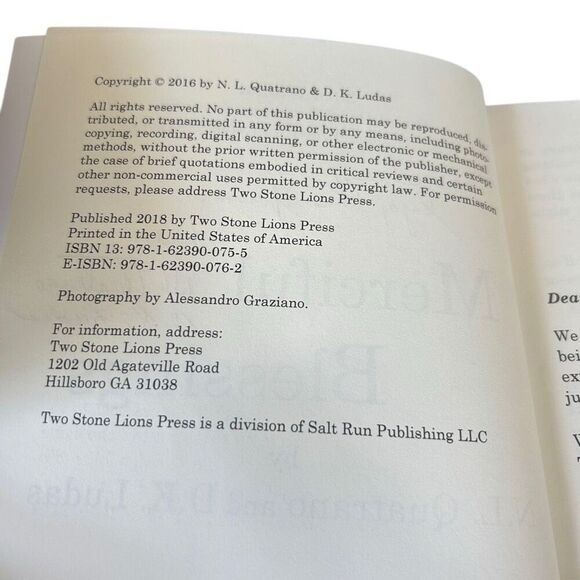 Copyright © 2016 by N. L. Quatrano & D. K. Ludas
All rights reserved. No part of this publication may be reproduced, dis-
tributed, or transmitted in any form or by any means, including photo-
copying, recording, digital scanning, or other electronic or mechanical
methods, without the prior written permission of the publisher, except
the case of brief quotations embodied in critical reviews and certain
other non-commercial uses permitted by copyright law. For permission
requests, please address Two Stone Lions Press.
Published 2018 by Two Stone Lions Press
Printed in the United States of America
ISBN 13: 978-1-62390-075-5
E-ISBN: 978-1-62390-076-2
Photography by Alessandro Graziano.
For information, address:
Two Stone Lions Press
1202 Old Agateville Road
Hillsboro GA 31038
Two Stone Lions Press is a division of Salt Run Publishing LLC
Dea
We
bei
ex
ju